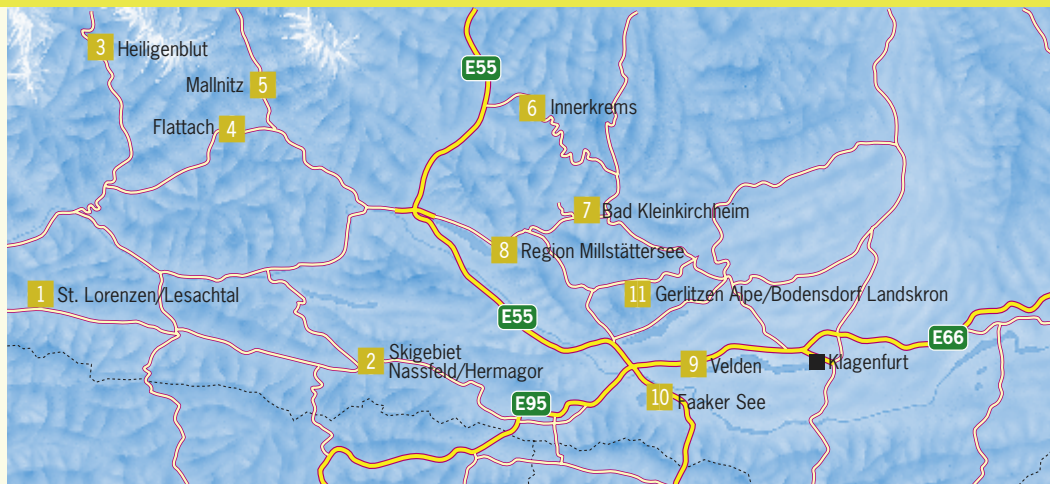 3 Heiligenblut
Mallnitz 5
E55
6 Innerkrems
Flattach 4
7 Bad Kleinkirchheim
8 Region Millstättersee
1 St. Lorenzen/Lesachtal
11 Gerlitzen Alpe/Bodensdorf Landskron
E55
E66
2 Skigebiet
Nassfeld/Hermagor
9 Velden
Klagenfurt
E95
10 Faaker See